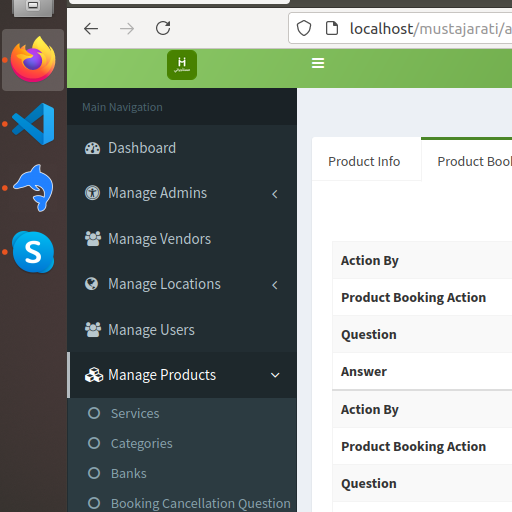 localhost/mustajarati/a
H
Main Navigation
Dashboard
Manage Admins
Manage Vendors
Manage Locations
Manage Users
Manage Products
Services
Categories
Banks
Booking Cancellation Question
Product Info
Product Book
Action By
Product Booking Action
Question
Answer
Action By
Product Booking Action
Question
S